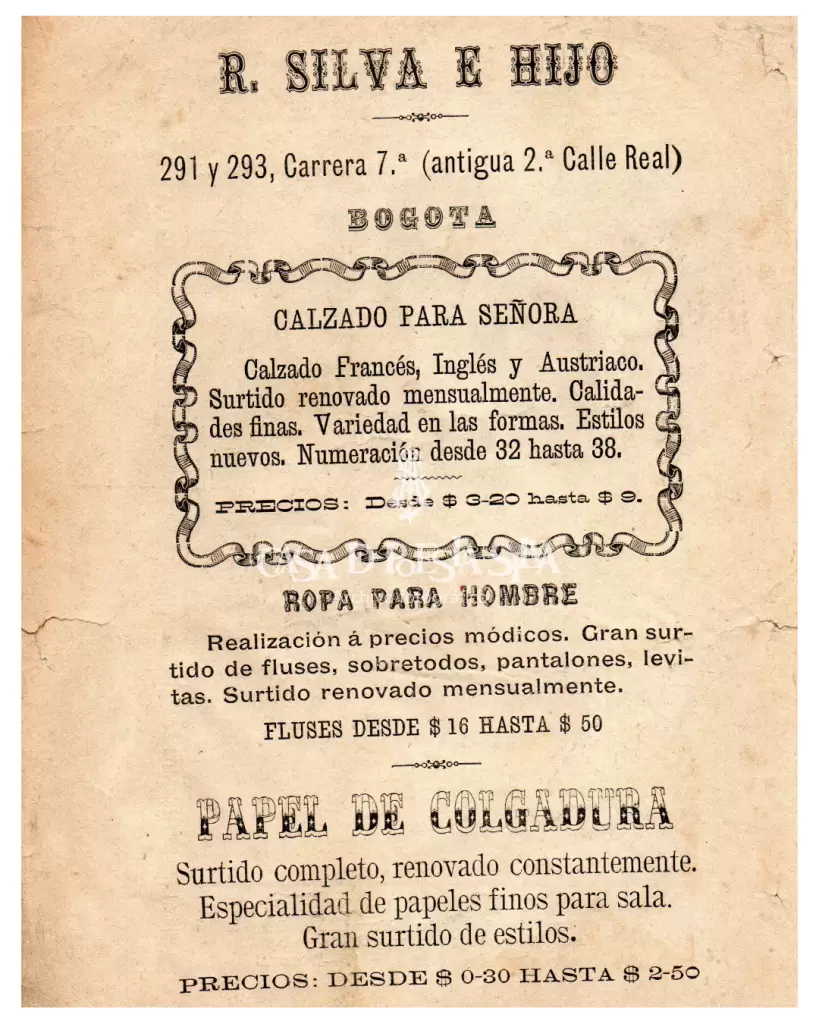 R. SILVA E HIJO
291 y 293, Carrera 7.ª (antigua 2.ª Calle Real)
BOGOTA
CALZADO PARA SEÑORA
Calzado Francés, Inglés y Austriaco.
Surtido renovado mensualmente. Calida-
des finas. Variedad en las formas. Estilos
nuevos. Numeración desde 32 hasta 38.
PRECIOS: Desde $ 3-20 hasta $ 9.
CASA DE POESÍA SILVA
ROPA PARA HOMBRE
Realización á precios módicos. Gran sur-
tido de fluses, sobretodos, pantalones, levi-
tas. Surtido renovado mensualmente.
FLUSES DESDE $ 16 HASTA $ 50
PAPEL DE COLGADURA
Surtido completo, renovado constantemente.
Especialidad de papeles finos para sala.
Gran surtido de estilos.
PRECIOS: DESDE $ 0-30 HASTA $ 2-50